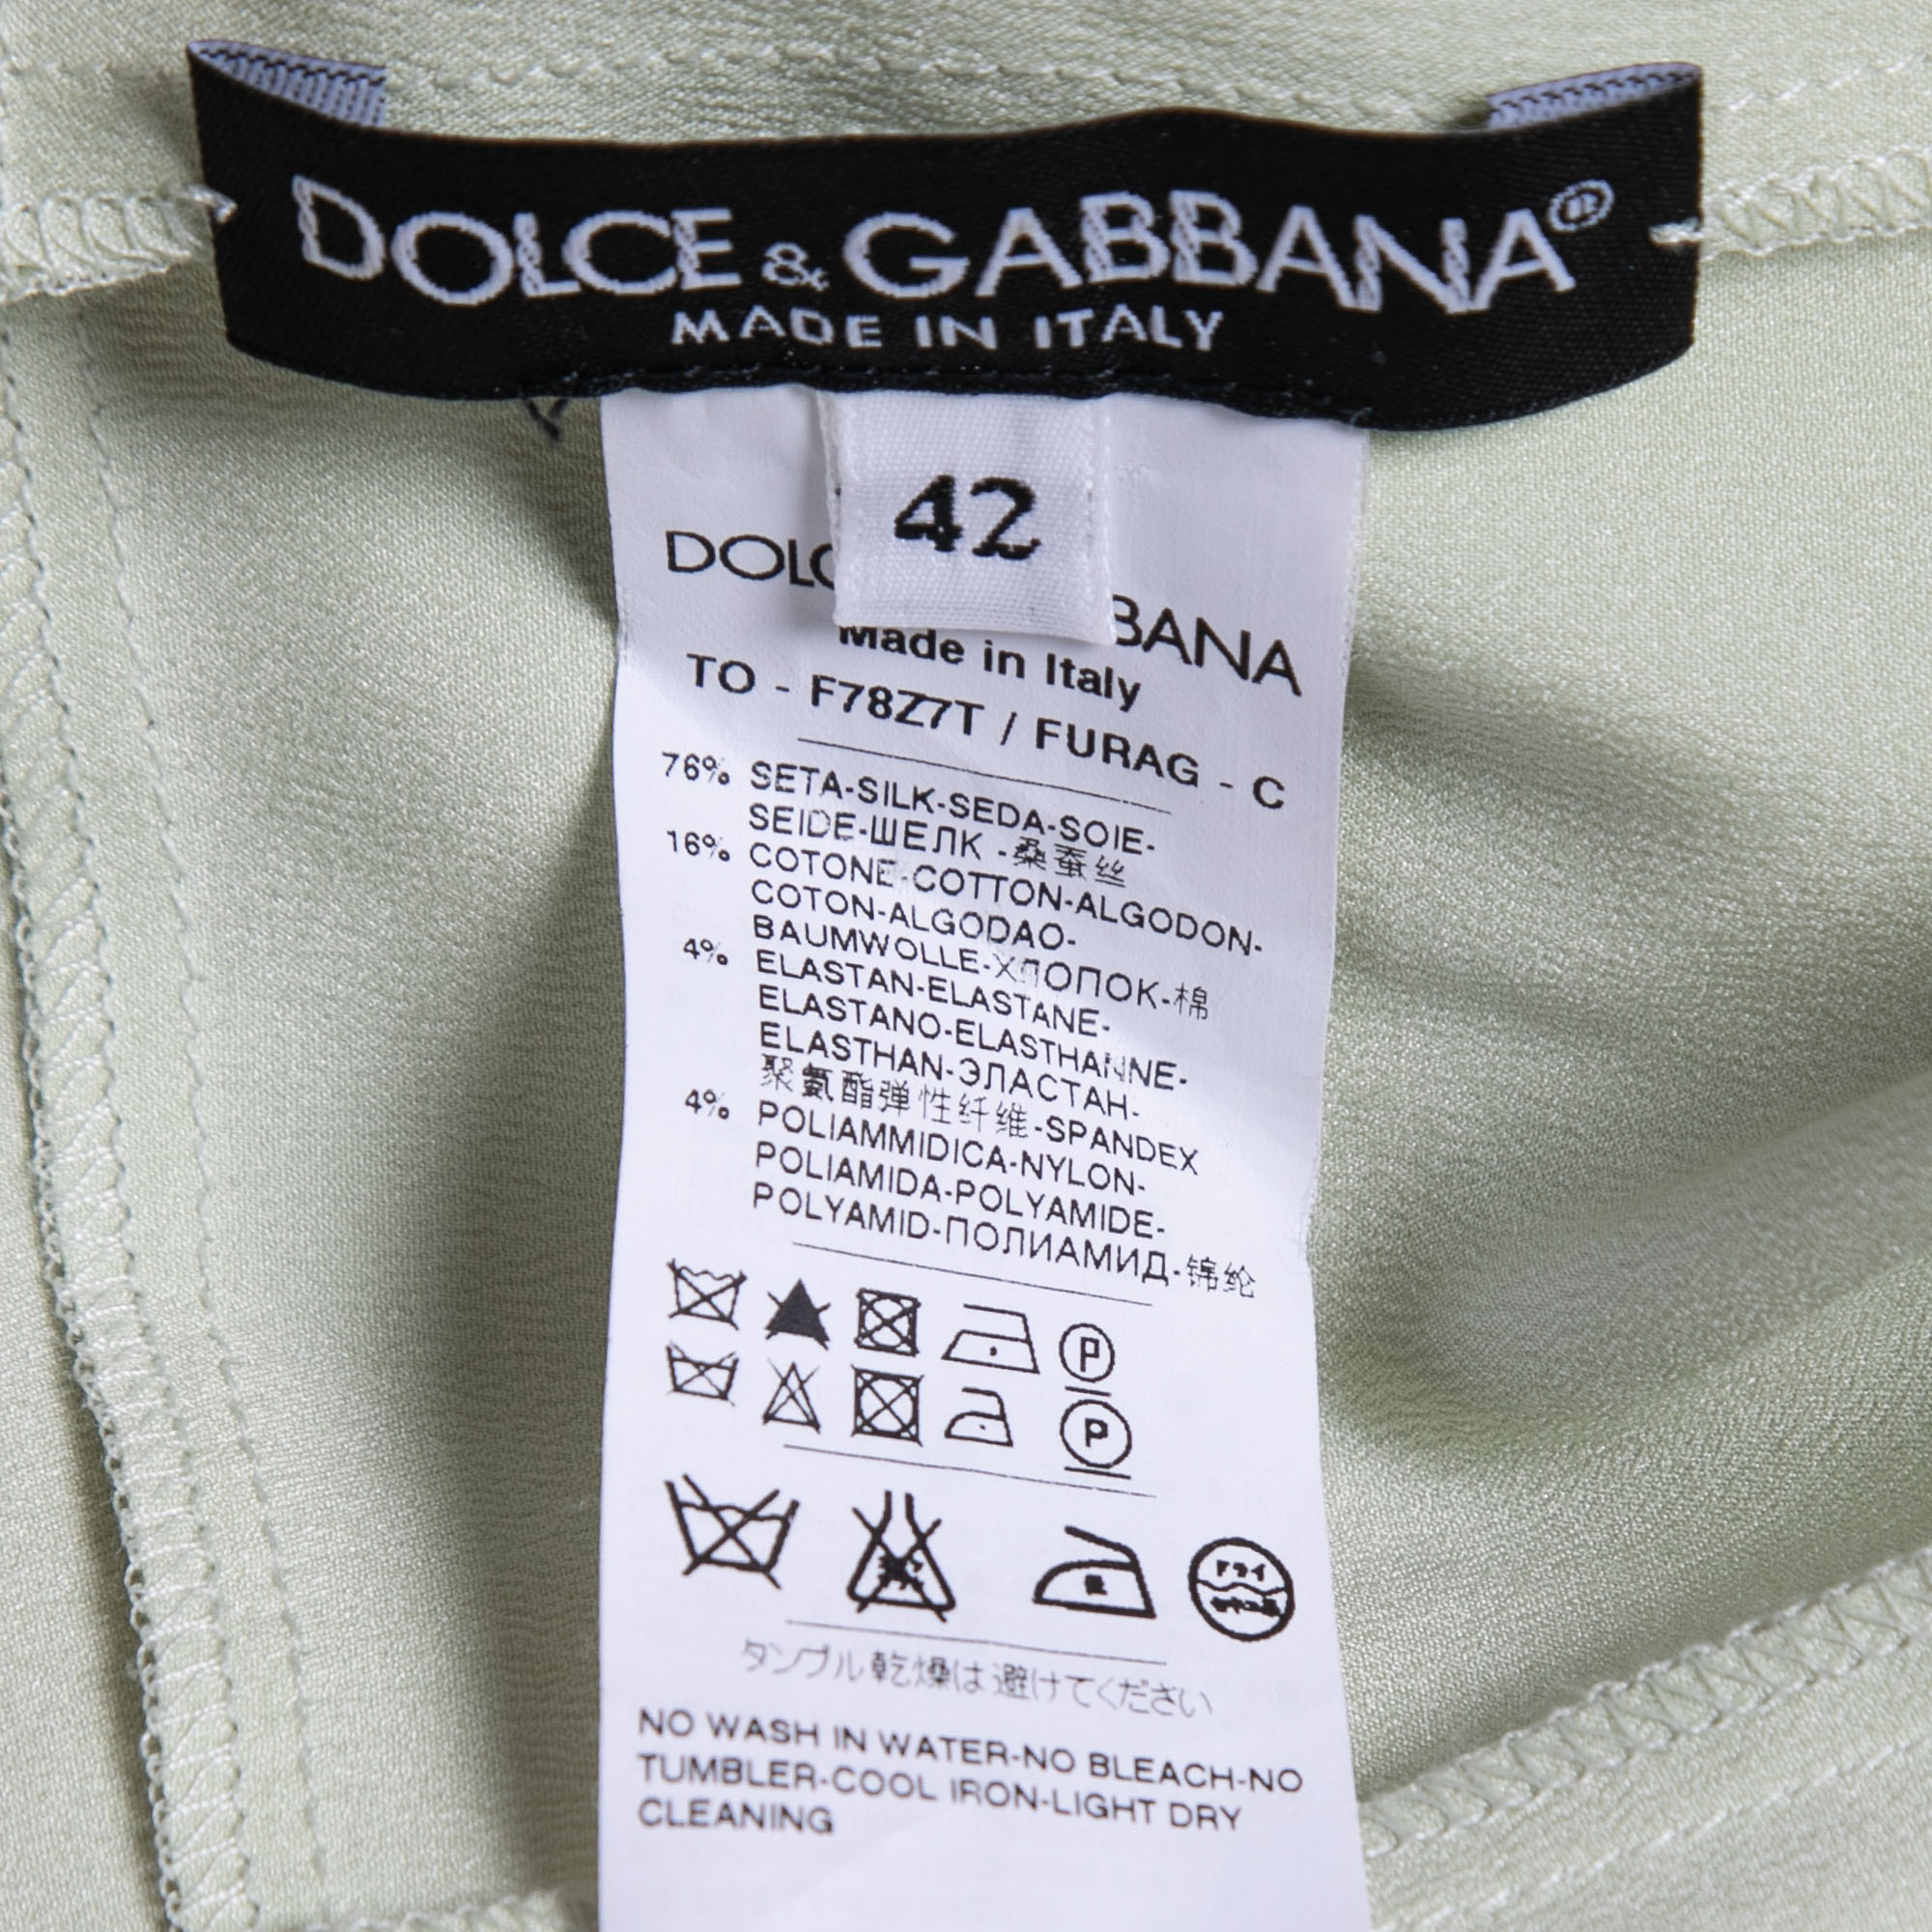 DOLCE & GABBANA®
MADE IN ITALY
42
Made in Italy
TO - F78Z7T / FURAG - C
76% SETA-SILK-SEDA-SOIE-
SEIDE-ШЕЛК -桑蚕丝
16% COTONE-COTTON-ALGODON-
COTON-ALGODAO-
BAUMWOLLE-ХЛОПОК-棉
4% ELASTAN-ELASTANE-
ELASTANO-ELASTHANNE-
ELASTHAN-ЭЛАСТАН-
聚氨酯弹性纤维-SPANDEX
4% POLIAMMIDICA-NYLON-
POLIAMIDA-POLYAMIDE-
POLYAMID-ПОЛИАМИД-锦纶
P
P
ドライ
タンブル乾燥は避けてください
NO WASH IN WATER-NO BLEACH-NO
TUMBLER-COOL IRON-LIGHT DRY
CLEANING